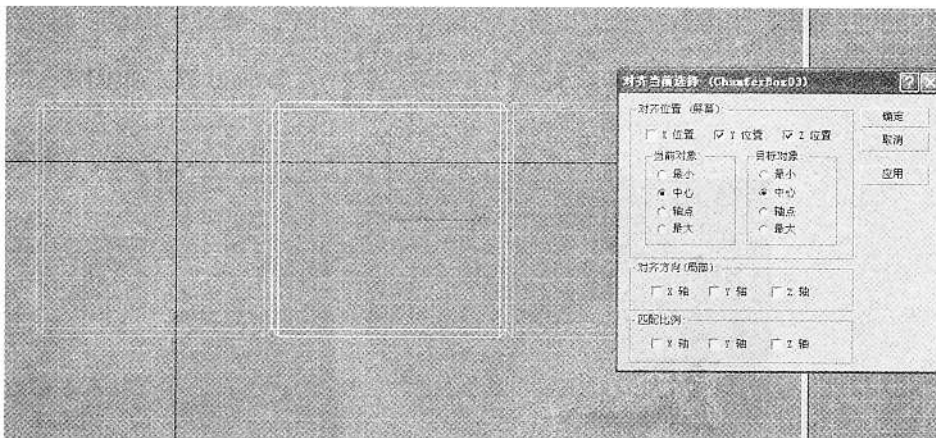 对齐当前选择 (ChamferBox03)
对齐位置 (屏幕)
X 位置 Y 位置 Z 位置
当前对象 目标对象
最小 最小
中心 中心
轴点 轴点
最大 最大
对齐方向(局部)
X 轴 Y 轴 Z 轴
匹配比例
X 轴 Y 轴 Z 轴
确定
取消
应用